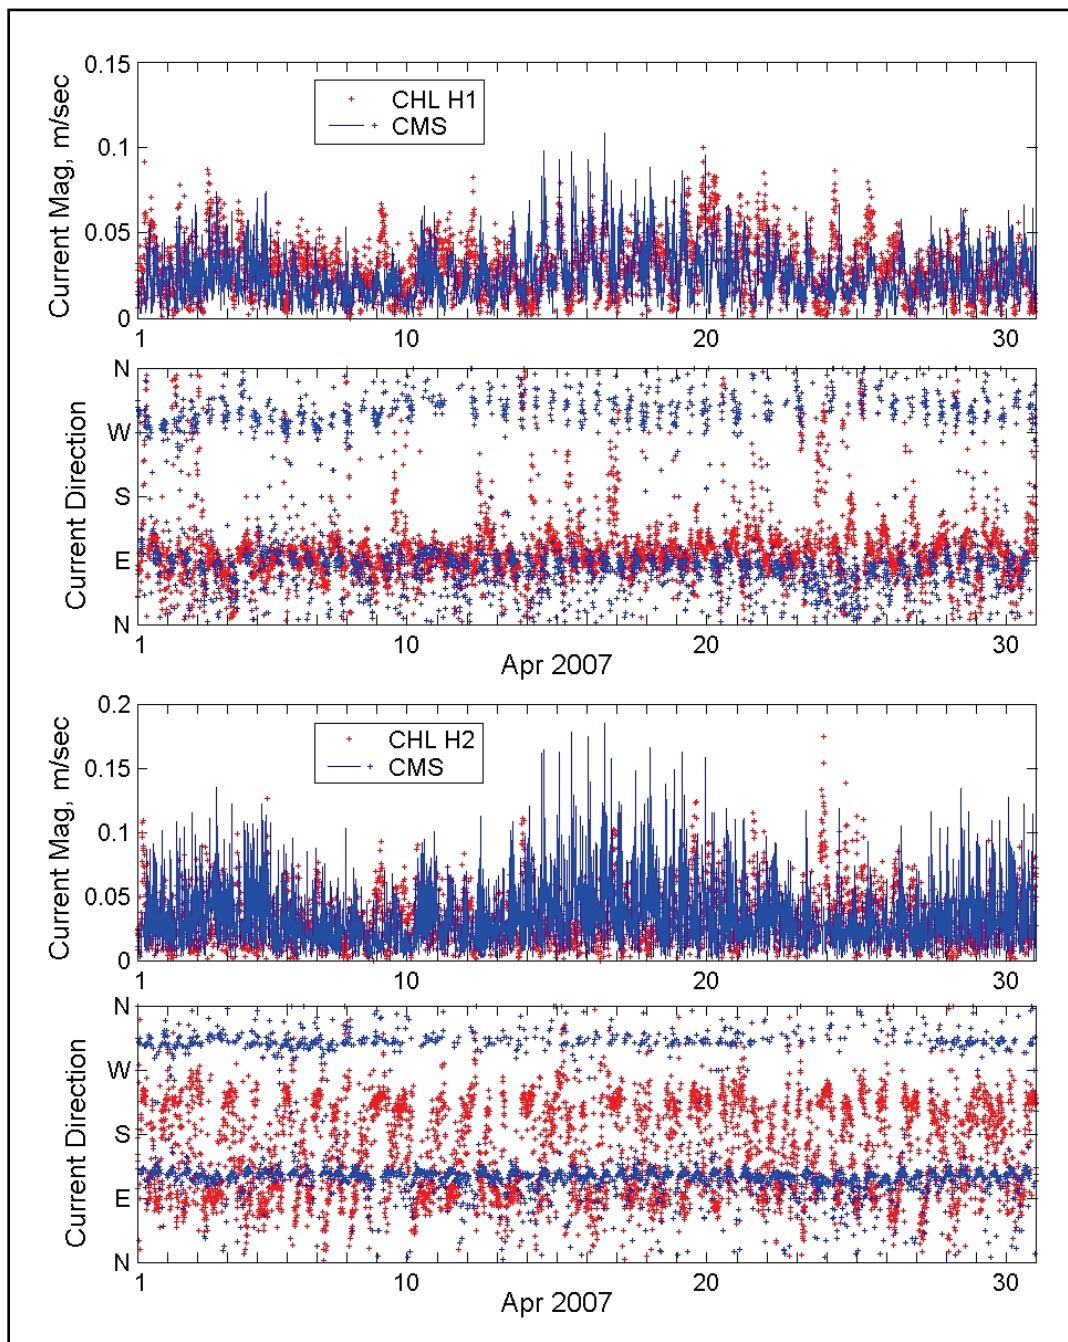 Current Mag, m/sec
0.15
0.1
0.05
0
CHL H1
CMS
1 10 20 30
Current Direction
N
W
S
E
N
1 10 20 30
Apr 2007
Current Mag, m/sec
0.2
0.15
0.1
0.05
0
CHL H2
CMS
1 10 20 30
Current Direction
N
W
S
E
N
1 10 20 30
Apr 2007